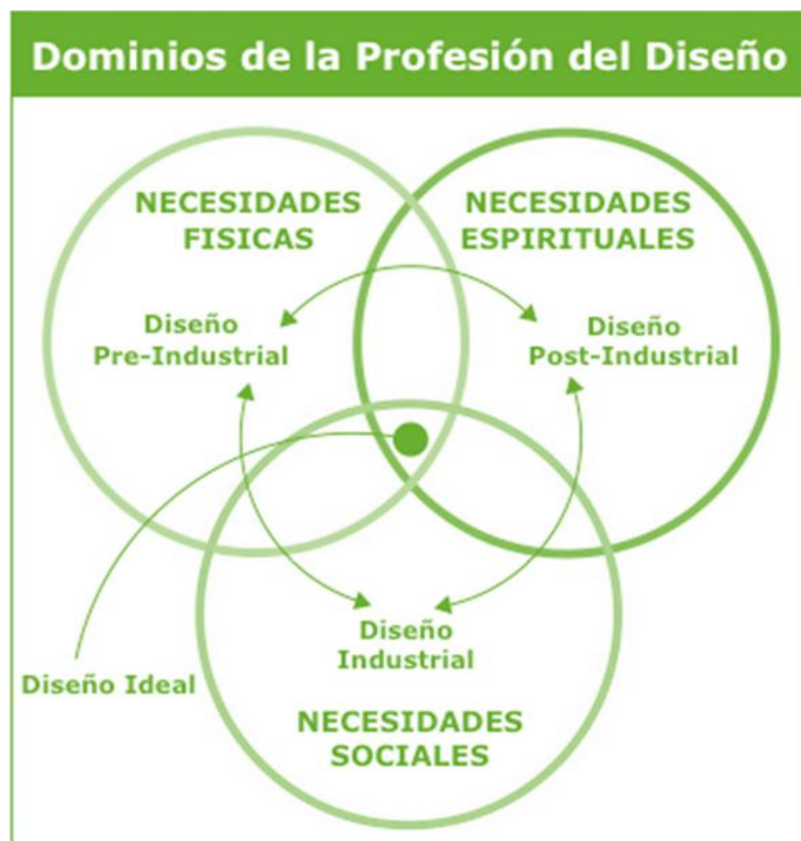 Dominios de la Profesión del Diseño
NECESIDADES
FISICAS
NECESIDADES
ESPIRITUALES
Diseño
Pre-Industrial
Diseño
Post-Industrial
Diseño
Industrial
Diseño Ideal
NECESIDADES
SOCIALES